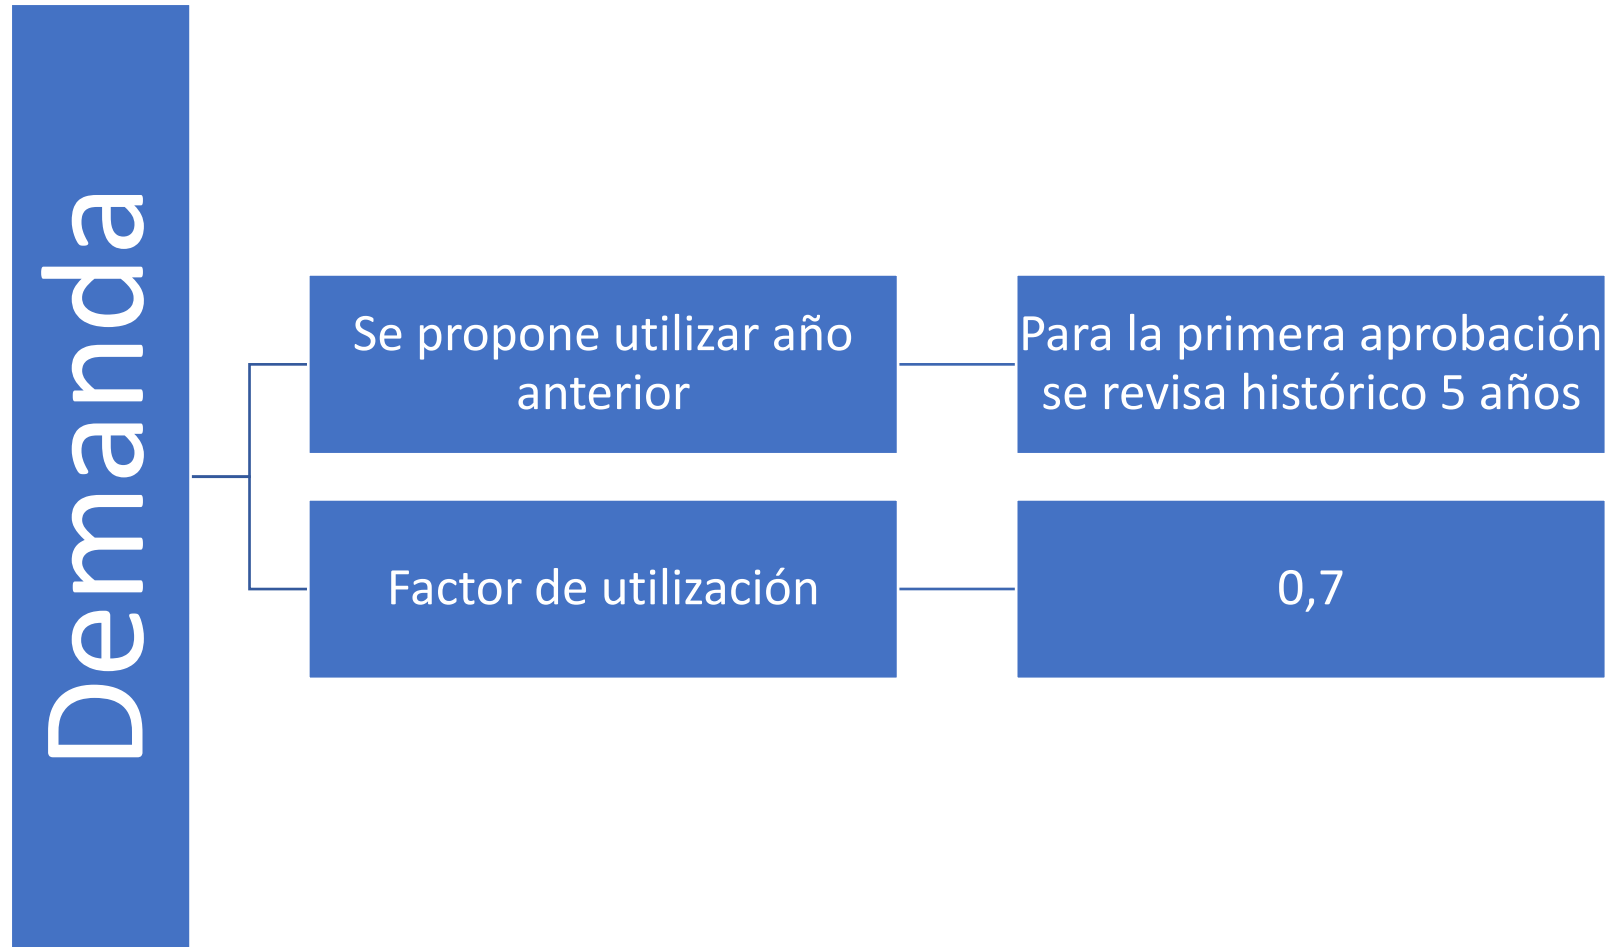 Demanda
Se propone utilizar año
anterior
Para la primera aprobación
se revisa histórico 5 años
Factor de utilización
0,7